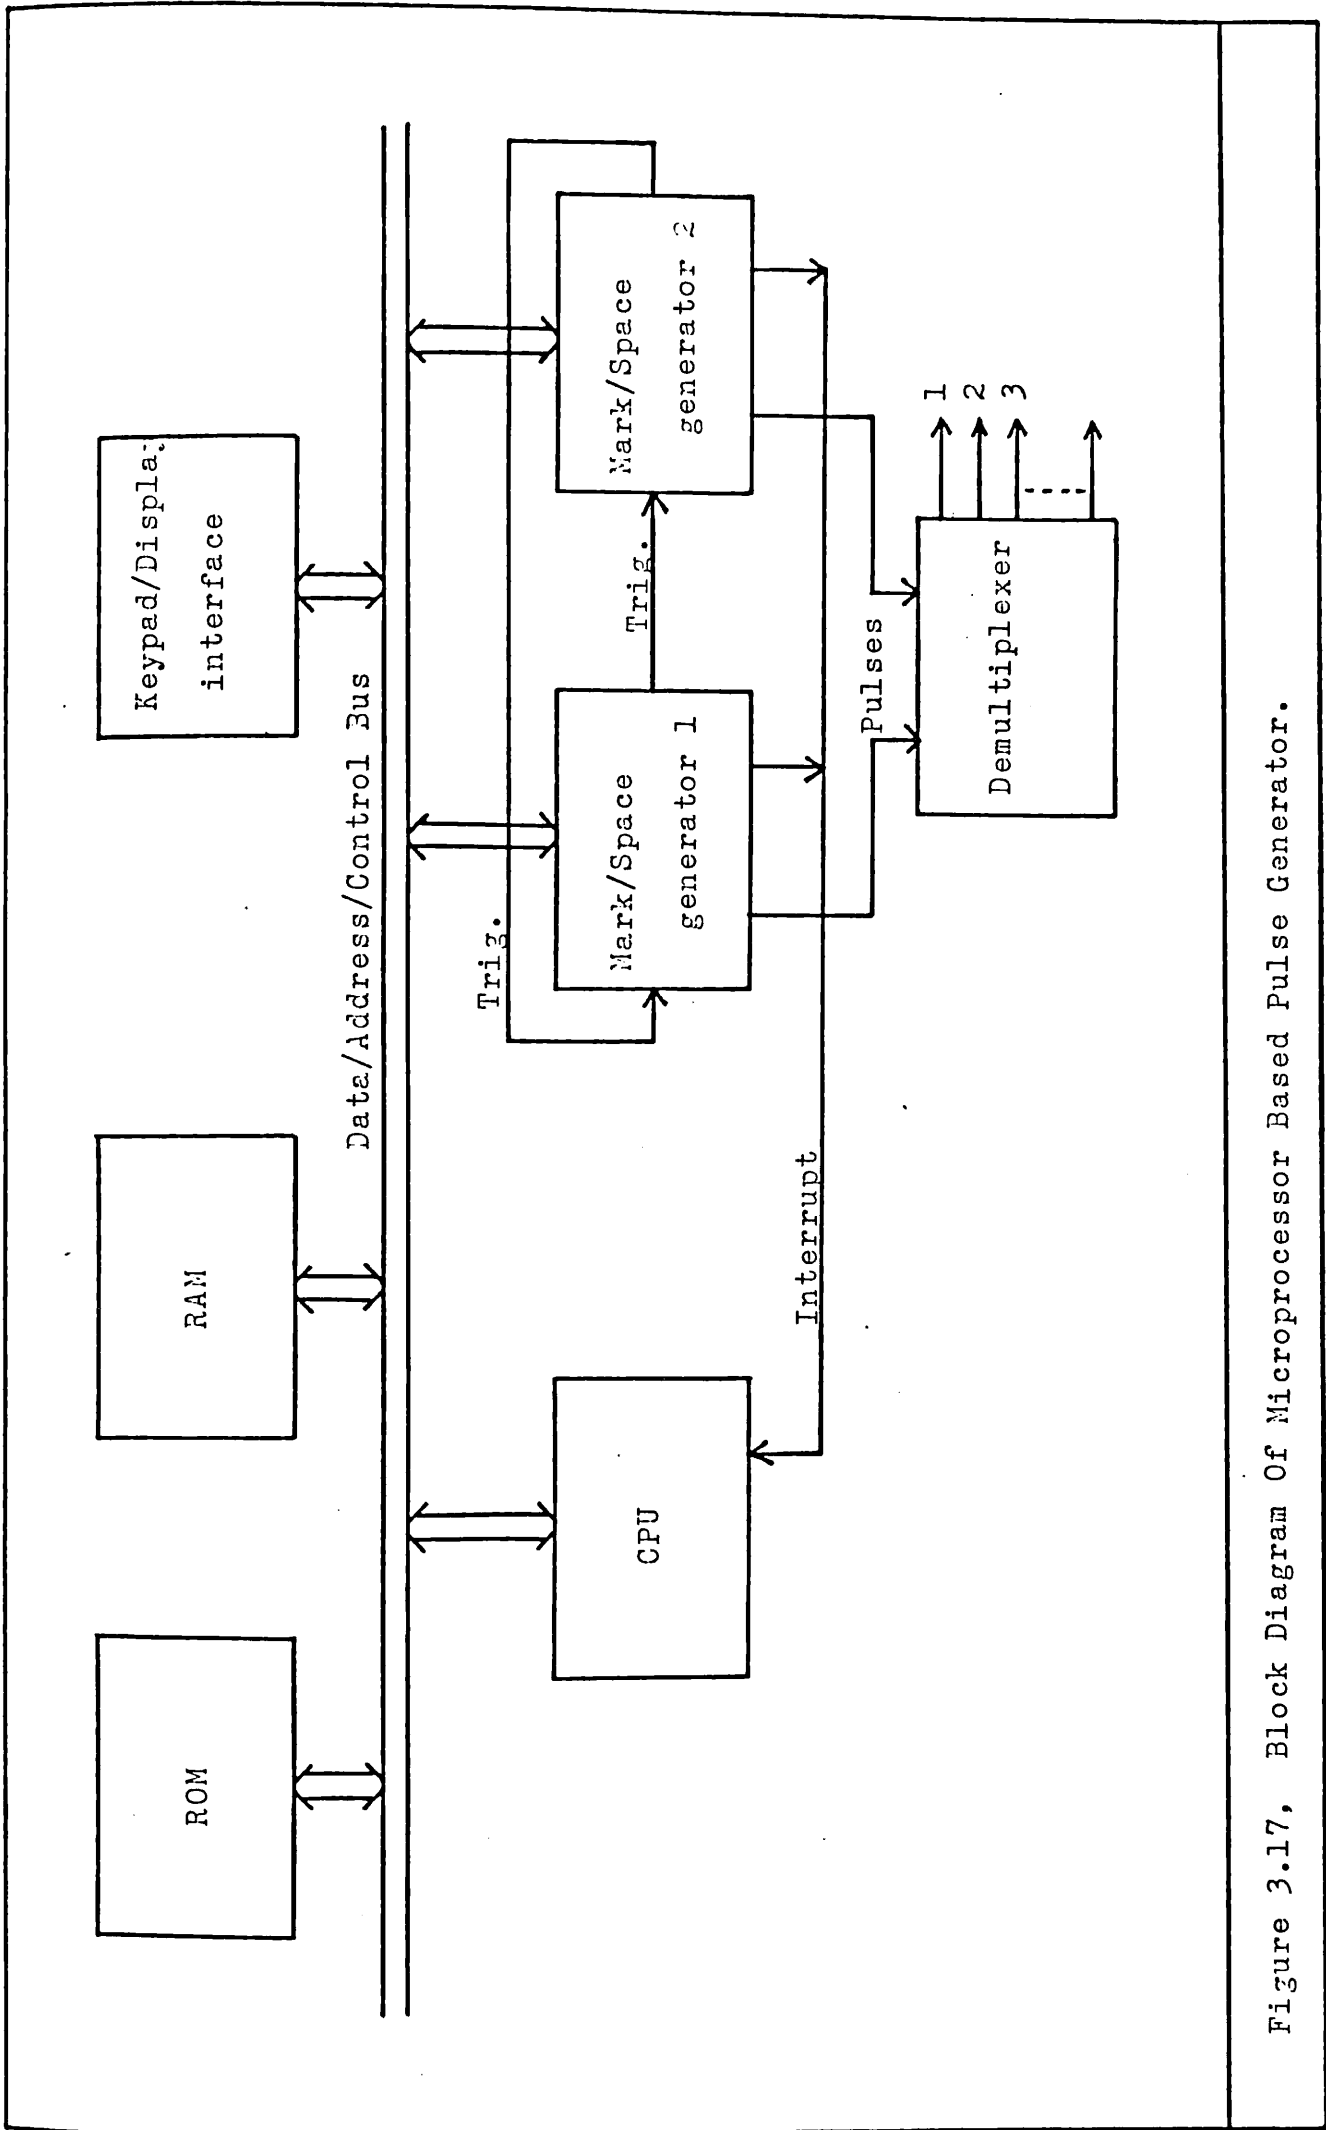 Keypad/Display
interface
RAM
ROM
Data/Address/Control Bus
Trig.
Mark/Space
generator 1
Trig.
Mark/Space
generator 2
CPU
Interrupt
Pulses
Demultiplexer
1
2
3
Figure 3.17, Block Diagram Of Microprocessor Based Pulse Generator.